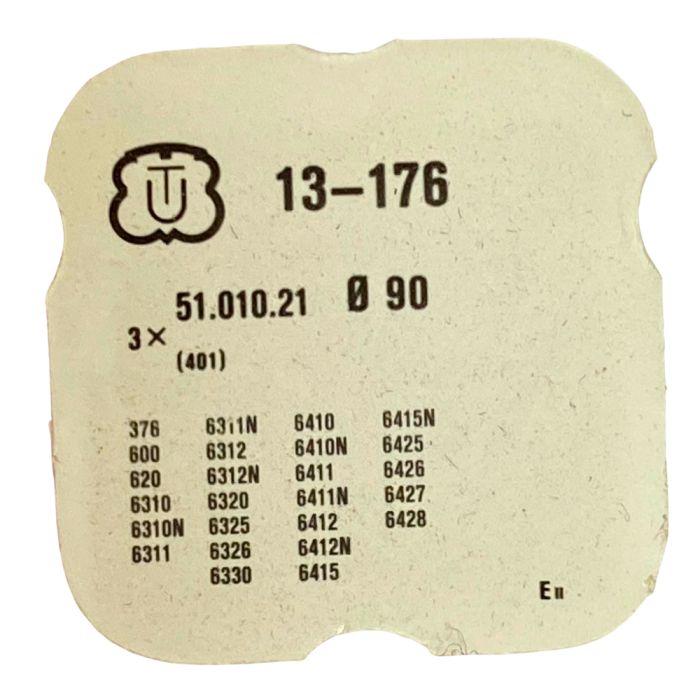 UT 13-176
51.010.21 Ø 90
3×
(401)
376 6311N 6410 6415N
600 6312 6410N 6425
620 6312N 6411 6426
6310 6320 6411N 6427
6310N 6325 6412 6428
6311 6326 6412N
6330 6415
E